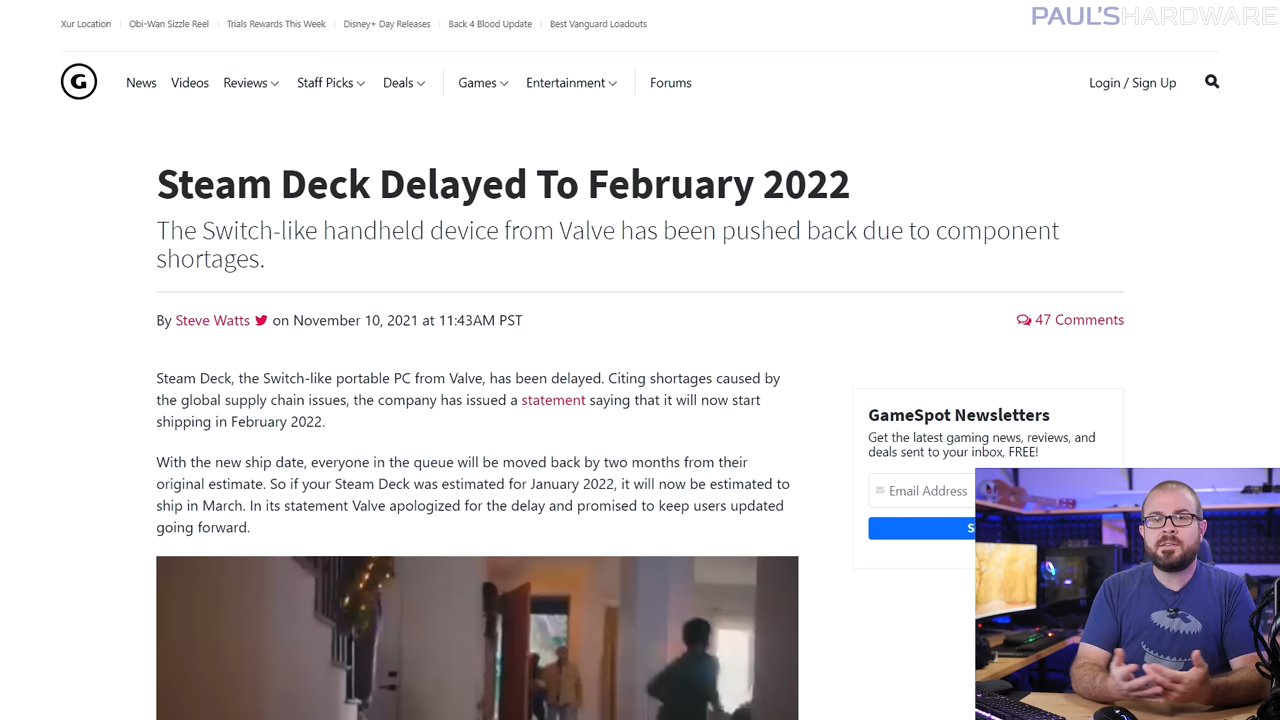 PAUL'SHARDWARE
Xur Location
Obi-Wan Sizzle Reel
Trials Rewards This Week
Disney+ Day Releases
Back 4 Blood Update
Best Vanguard Loadouts
G
News
Videos
Reviews
Staff Picks
Deals
Games
Entertainment
Forums
Login / Sign Up
Steam Deck Delayed To February 2022
The Switch-like handheld device from Valve has been pushed back due to component
shortages.
By Steve Watts on November 10, 2021 at 11:43AM PST
47 Comments
Steam Deck, the Switch-like portable PC from Valve, has been delayed. Citing shortages caused by
the global supply chain issues, the company has issued a statement saying that it will now start
shipping in February 2022.
With the new ship date, everyone in the queue will be moved back by two months from their
original estimate. So if your Steam Deck was estimated for January 2022, it will now be estimated to
ship in March. In its statement Valve apologized for the delay and promised to keep users updated
going forward.
GameSpot Newsletters
Get the latest gaming news, reviews, and
deals sent to your inbox, FREE!
Email Address
S